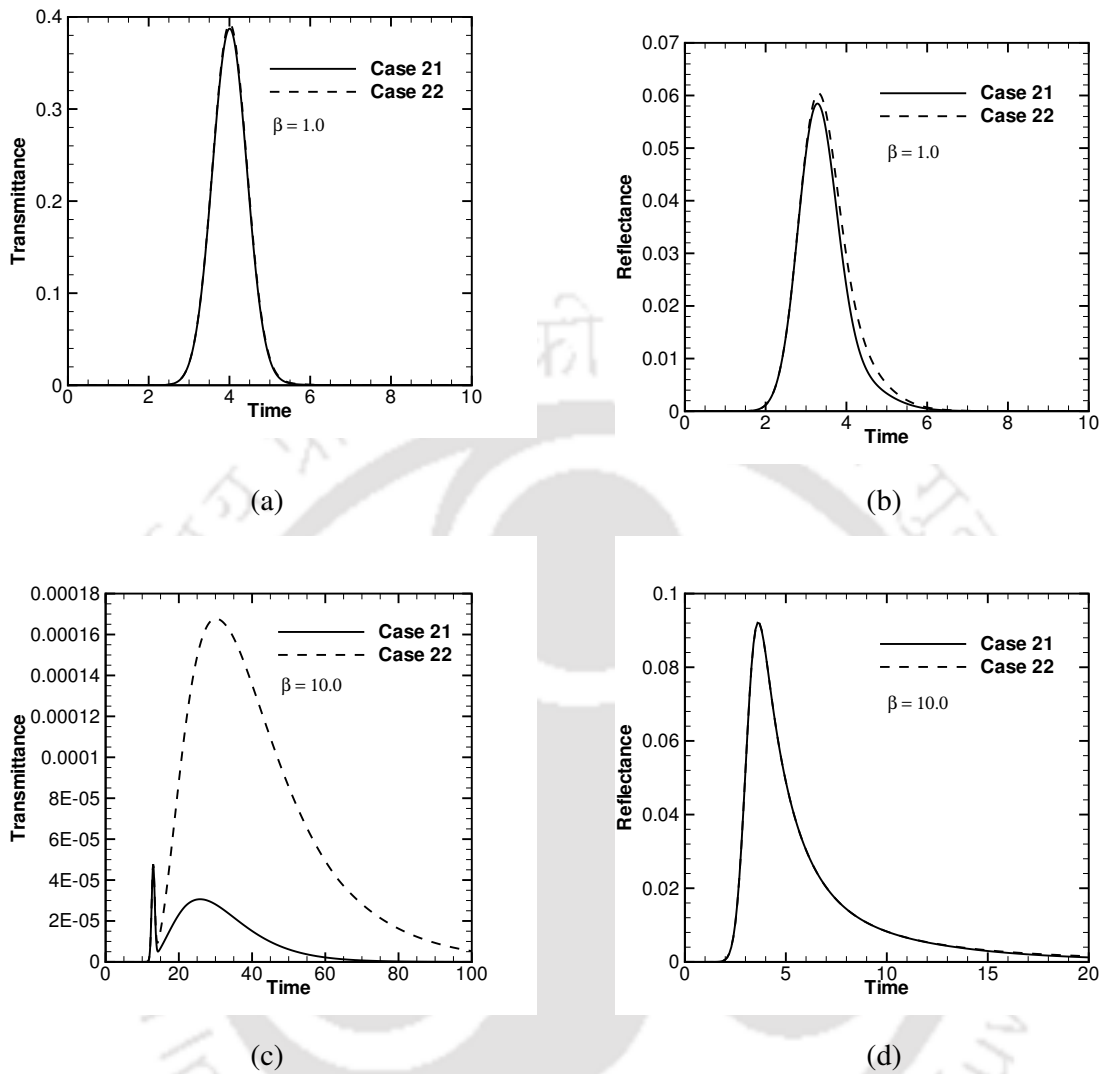 0.4
0.3
0.2
0.1
0
Transmittance
Case 21
Case 22
β = 1.0
0 2 4 6 8 10
Time
(a)
0.07
0.06
0.05
0.04
0.03
0.02
0.01
0
Reflectance
Case 21
Case 22
β = 1.0
0 2 4 6 8 10
Time
(b)
0.00018
0.00016
0.00014
0.00012
0.0001
8E-05
6E-05
4E-05
2E-05
0
Transmittance
Case 21
Case 22
β = 10.0
0 20 40 60 80 100
Time
(c)
0.1
0.08
0.06
0.04
0.02
0
Reflectance
Case 21
Case 22
β = 10.0
0 5 10 15 20
Time
(d)